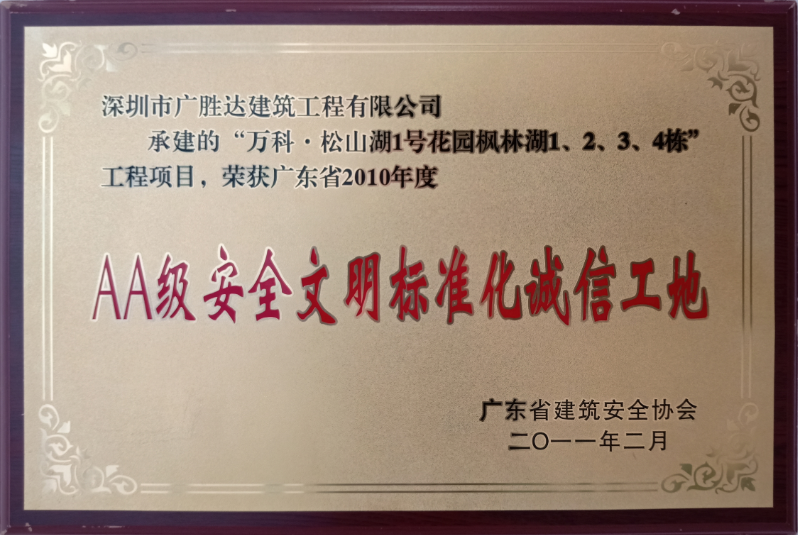 深圳市广胜达建筑工程有限公司
承建的“万科·松山湖1号花园枫林湖1、2、3、4栋”
工程项目，荣获广东省2010年度
AA级安全文明标准化诚信工地
广东省建筑安全协会
二〇一一年二月